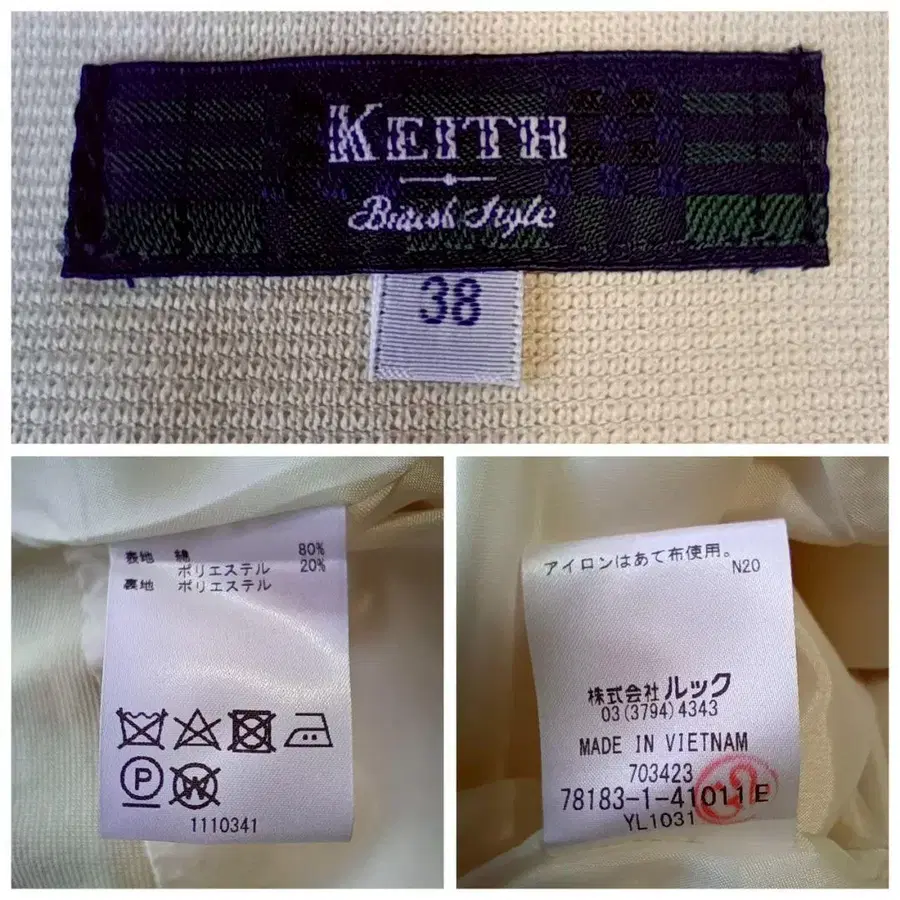 KEITH
British Style
38
表地 綿 80%
ポリエステル 20%
裏地 ポリエステル
P
W
1110341
アイロンはあて布使用。
N20
株式会社ルック
03(3794)4343
MADE IN VIETNAM
703423
78183-1-41011E
YL1031